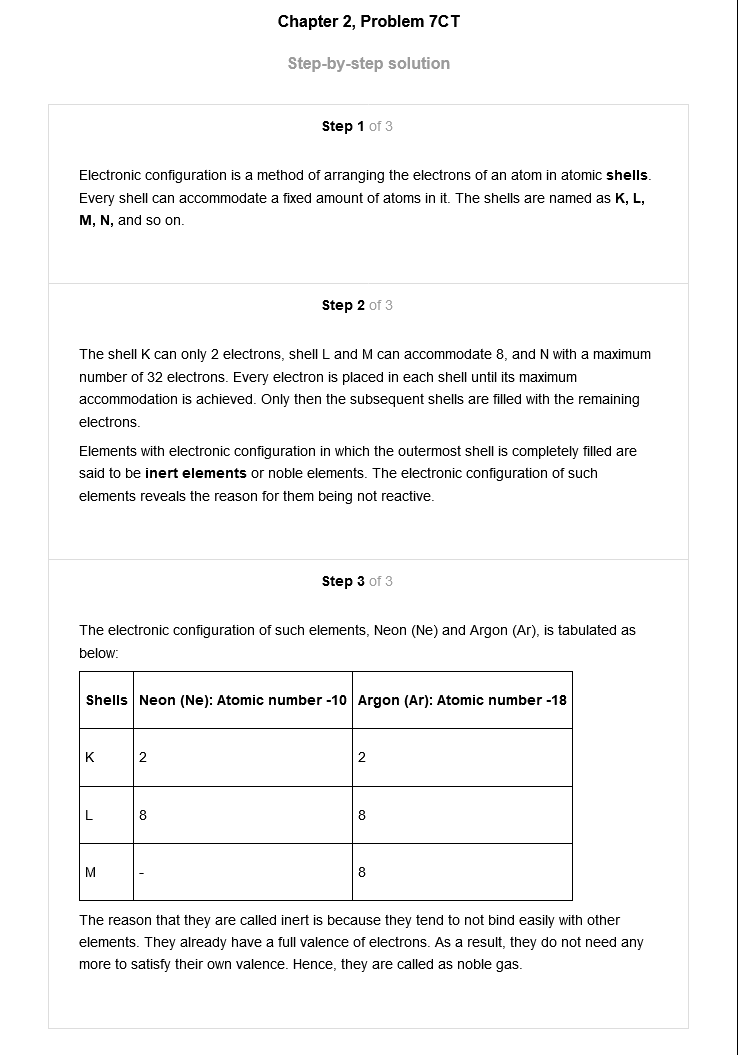 Chapter 2, Problem 7CT
Step-by-step solution
Step 1 of 3
Electronic configuration is a method of arranging the electrons of an atom in atomic shells.
Every shell can accommodate a fixed amount of atoms in it. The shells are named as K, L,
M, N, and so on.
Step 2 of 3
The shell K can only 2 electrons, shell L and M can accommodate 8, and N with a maximum
number of 32 electrons. Every electron is placed in each shell until its maximum
accommodation is achieved. Only then the subsequent shells are filled with the remaining
electrons.
Elements with electronic configuration in which the outermost shell is completely filled are
said to be inert elements or noble elements. The electronic configuration of such
elements reveals the reason for them being not reactive.
Step 3 of 3
The electronic configuration of such elements, Neon (Ne) and Argon (Ar), is tabulated as
below:
Shells Neon (Ne): Atomic number -10 Argon (Ar): Atomic number -18
K 2 2
L 8 8
M - 8
The reason that they are called inert is because they tend to not bind easily with other
elements. They already have a full valence of electrons. As a result, they do not need any
more to satisfy their own valence. Hence, they are called as noble gas.